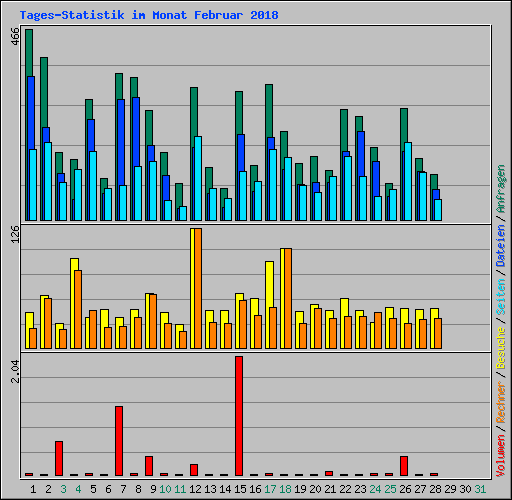 Tages-Statistik im Monat Februar 2018
466
126
2.04
Volumen / Rechner / Besuche / Seiten / Dateien / Anfragen
1 2 3 4 5 6 7 8 9 10 11 12 13 14 15 16 17 18 19 20 21 22 23 24 25 26 27 28 29 30 31